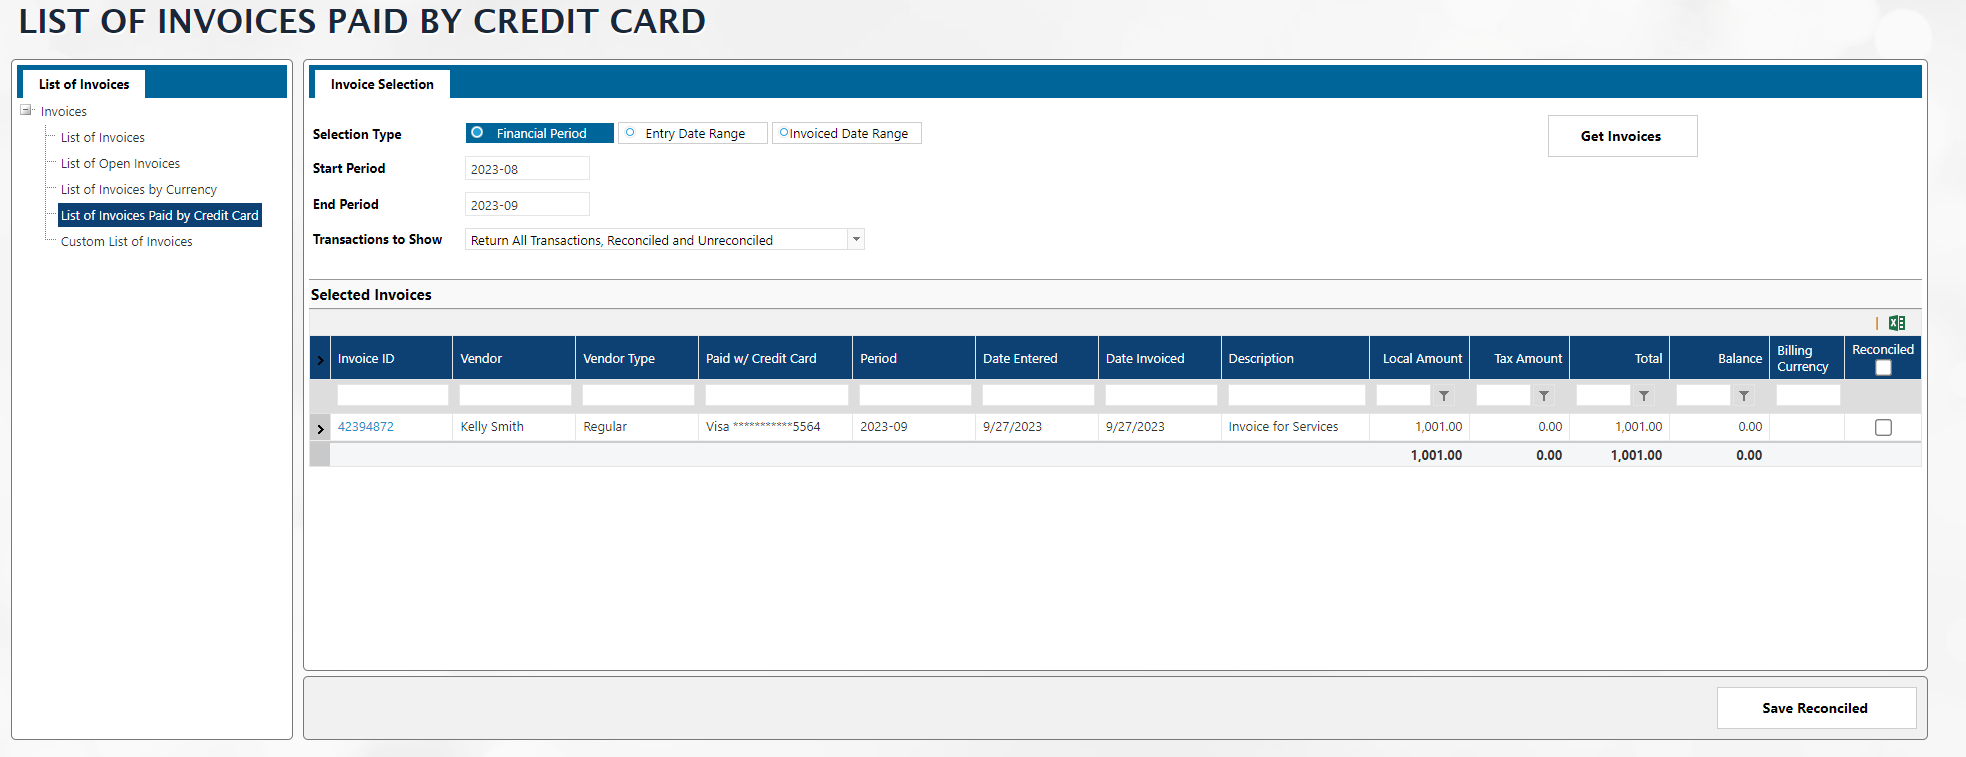 LIST OF INVOICES PAID BY CREDIT CARD
List of Invoices
Invoices
List of Invoices
List of Open Invoices
List of Invoices by Currency
List of Invoices Paid by Credit Card
Custom List of Invoices
Invoice Selection
Selection Type Financial Period Entry Date Range Invoiced Date Range
Get Invoices
Start Period 2023-08
End Period 2023-09
Transactions to Show Return All Transactions, Reconciled and Unreconciled
Selected Invoices
Invoice ID Vendor Vendor Type Paid w/ Credit Card Period Date Entered Date Invoiced Description Local Amount Tax Amount Total Balance Billing Currency Reconciled
42394872 Kelly Smith Regular Visa ***********5564 2023-09 9/27/2023 9/27/2023 Invoice for Services 1,001.00 0.00 1,001.00 0.00
1,001.00 0.00 1,001.00 0.00
Save Reconciled